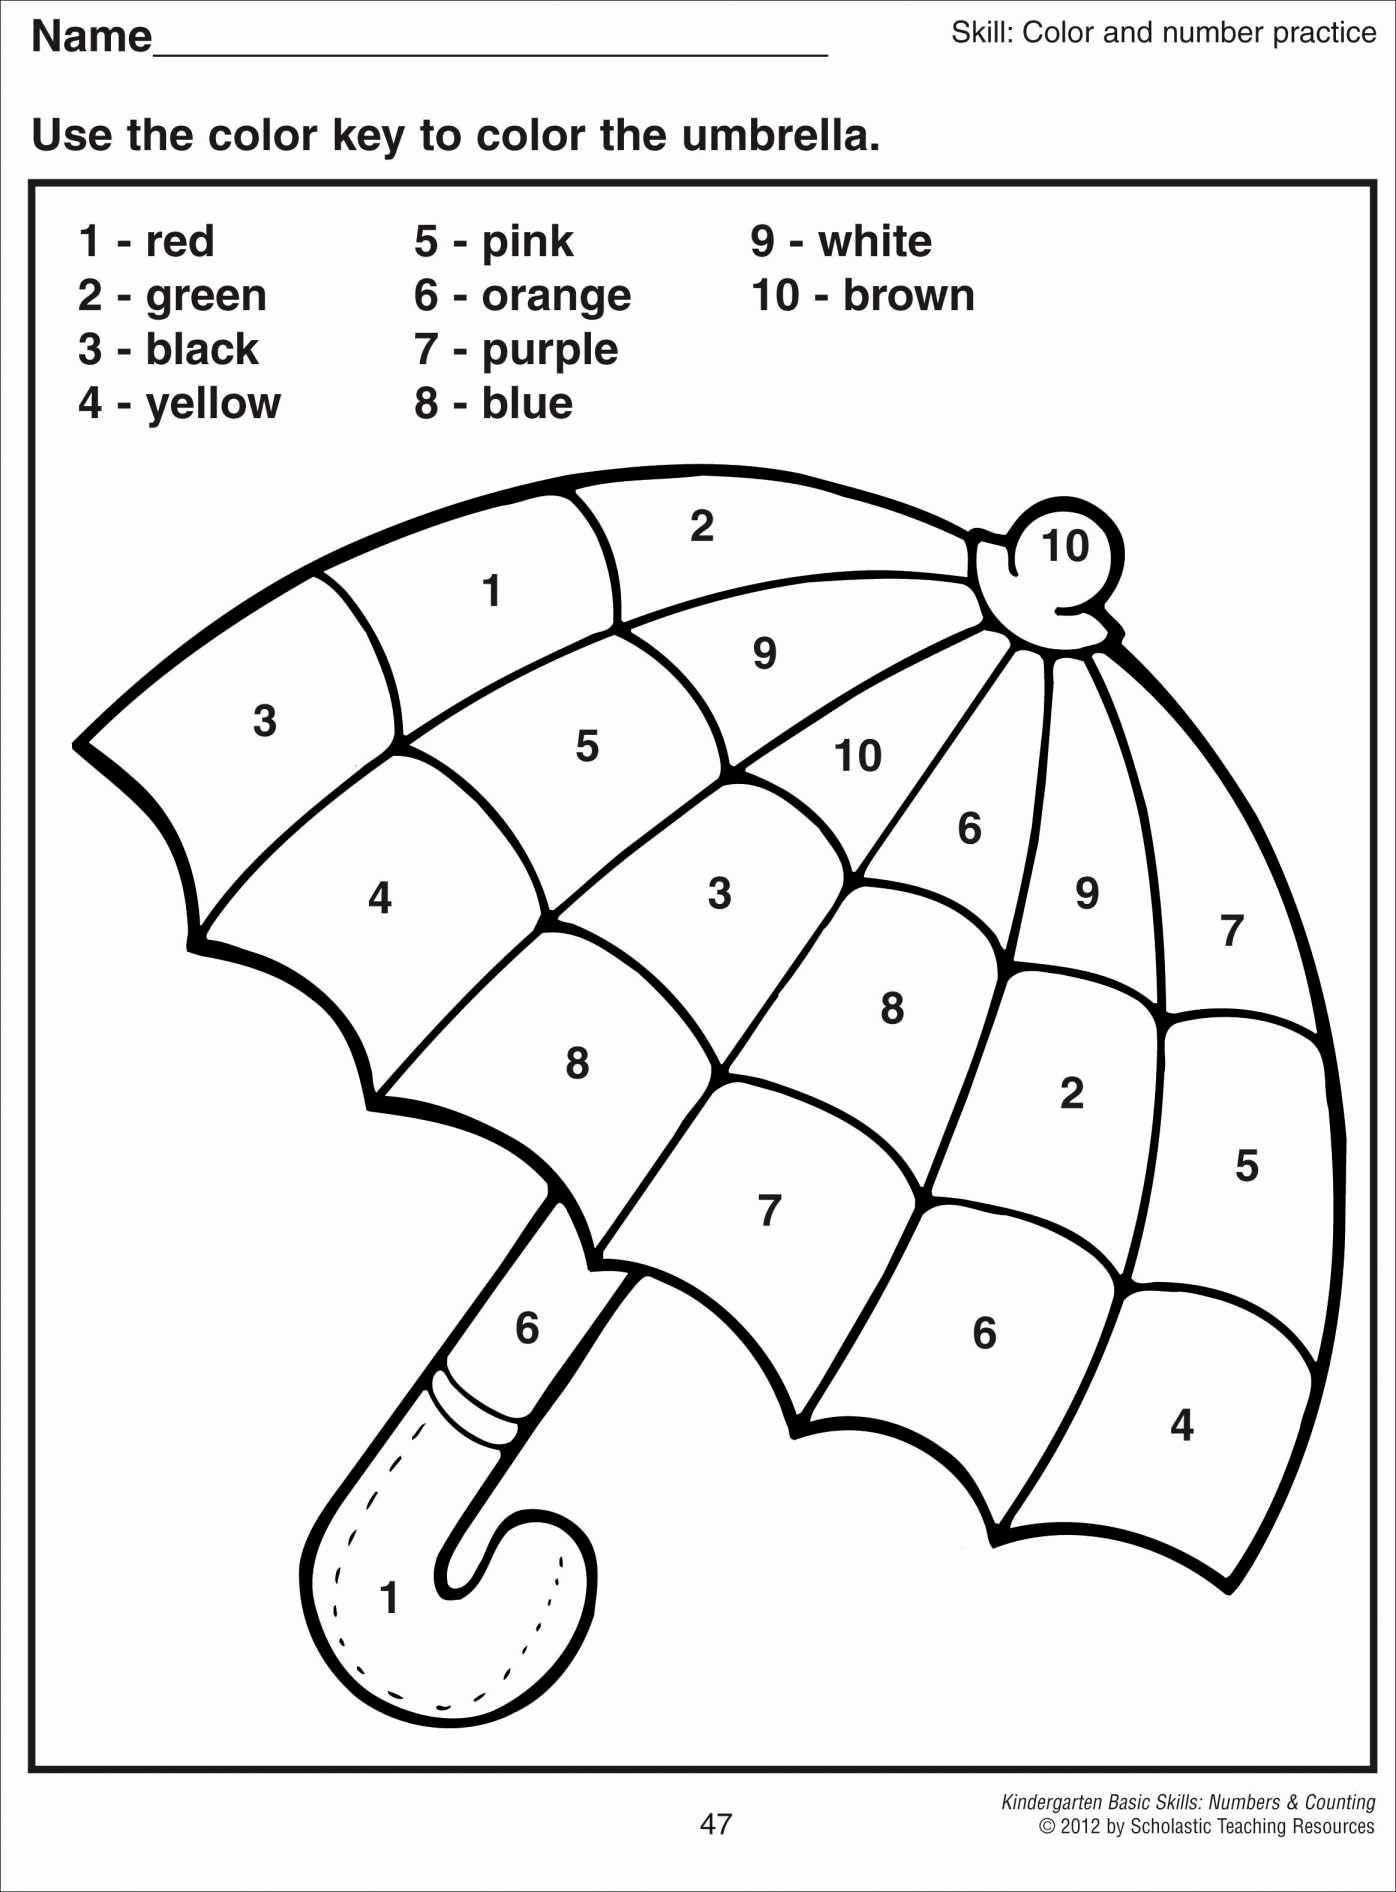 Name
Skill: Color and number practice
Use the color key to color the umbrella.
1 - red
2 - green
3 - black
4 - yellow
5 - pink
6 - orange
7 - purple
8 - blue
9 - white
10 - brown
2
10
1
9
3
5
10
6
4
3
9
7
8
8
2
5
7
6
6
4
1
47
Kindergarten Basic Skills: Numbers & Counting
© 2012 by Scholastic Teaching Resources